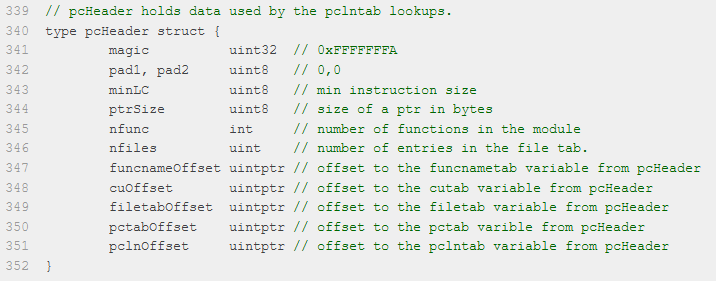 339 // pcHeader holds data used by the pclntab lookups.
340 type pcHeader struct {
341 magic uint32 // 0xFFFFFFFA
342 pad1, pad2 uint8 // 0,0
343 minLC uint8 // min instruction size
344 ptrSize uint8 // size of a ptr in bytes
345 nfunc int // number of functions in the module
346 nfiles uint // number of entries in the file tab.
347 funcnameOffset uintptr // offset to the funcnametab variable from pcHeader
348 cuOffset uintptr // offset to the cutab variable from pcHeader
349 filetabOffset uintptr // offset to the filetab variable from pcHeader
350 pctabOffset uintptr // offset to the pctab varible from pcHeader
351 pclnOffset uintptr // offset to the pclntab variable from pcHeader
352 }